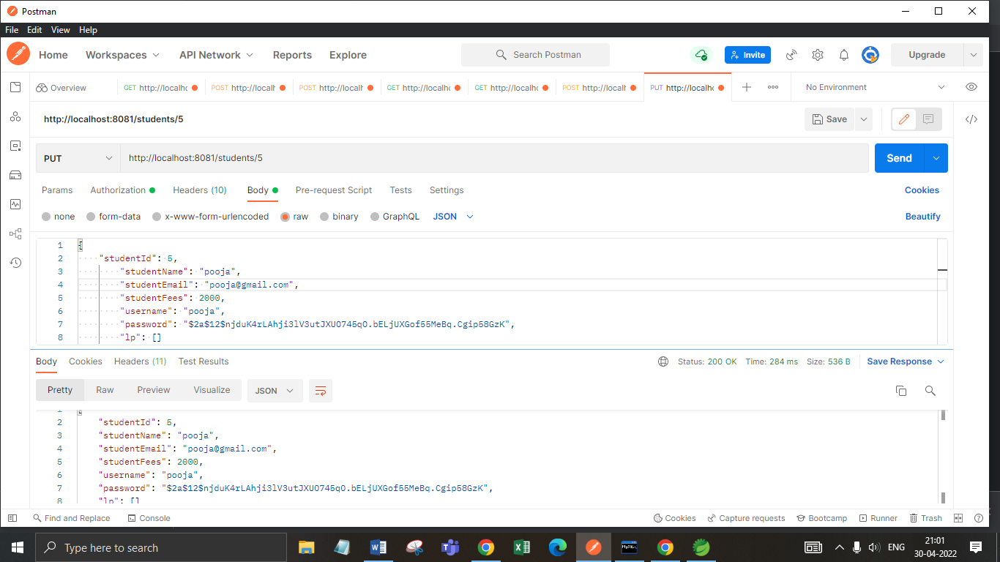 Postman
File Edit View Help
Home Workspaces API Network Reports Explore Search Postman Invite Upgrade
Overview GET http://localhc POST http://localh POST http://localh GET http://localhc GET http://localhc POST http://localh PUT http://localhc No Environment
http://localhost:8081/students/5 Save
PUT http://localhost:8081/students/5 Send
Params Authorization Headers (10) Body Pre-request Script Tests Settings Cookies
none form-data x-www-form-urlencoded raw binary GraphQL JSON Beautify
1 {
2 "studentId": 5,
3 "studentName": "pooja",
4 "studentEmail": "pooja@gmail.com",
5 "studentFees": 2000,
6 "username": "pooja",
7 "password": "$2a$12$njduK4rLAhji3lV3utJXUO745qO.bELjUXGof55MeBq.Cgip58GzK",
8 "lp": []
Body Cookies Headers (11) Test Results Status: 200 OK Time: 284 ms Size: 536 B Save Response
Pretty Raw Preview Visualize JSON
1 {
2 "studentId": 5,
3 "studentName": "pooja",
4 "studentEmail": "pooja@gmail.com",
5 "studentFees": 2000,
6 "username": "pooja",
7 "password": "$2a$12$njduK4rLAhji3lV3utJXUO745qO.bELjUXGof55MeBq.Cgip58GzK",
8 "lp": []
Find and Replace Console Cookies Capture requests Bootcamp Runner Trash
Type here to search ENG 21:01
30-04-2022